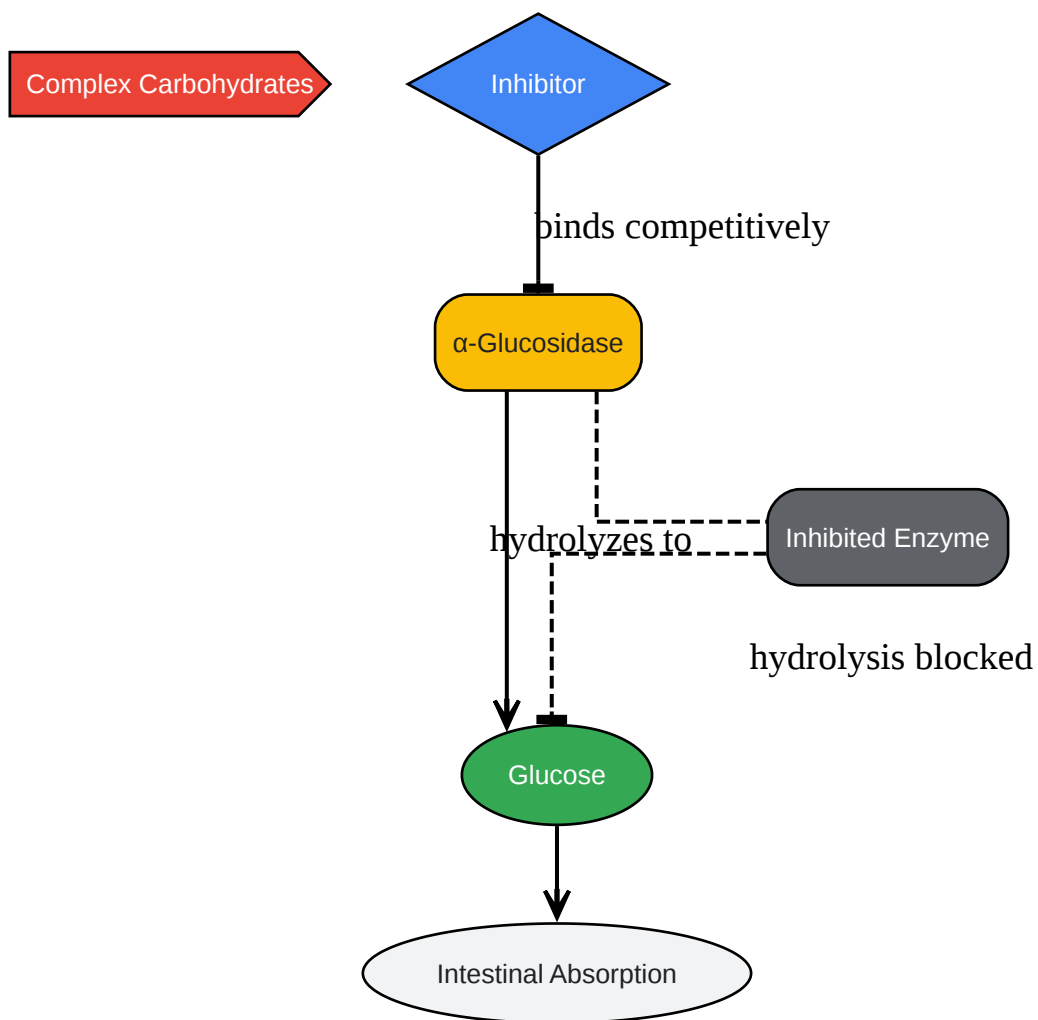 Complex Carbohydrates
Inhibitor
binds competitively
α-Glucosidase
hydrolyzes to
Inhibited Enzyme
hydrolysis blocked
Glucose
Intestinal Absorption